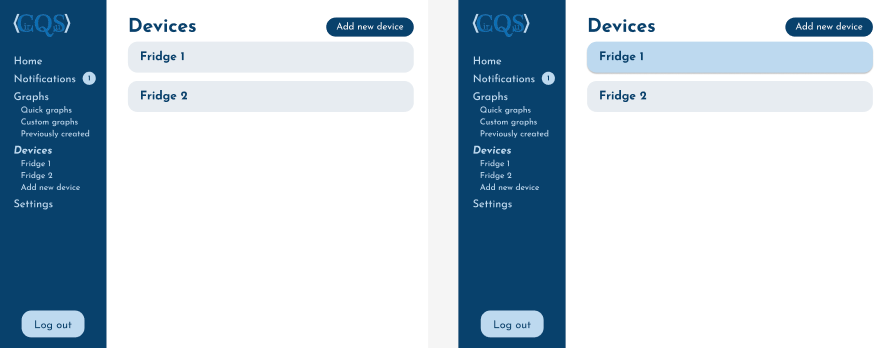 CQS
Home
Notifications 1
Graphs
Quick graphs
Custom graphs
Previously created
Devices
Fridge 1
Fridge 2
Add new device
Settings
Log out
Devices
Add new device
Fridge 1
Fridge 2
CQS
Home
Notifications 1
Graphs
Quick graphs
Custom graphs
Previously created
Devices
Fridge 1
Fridge 2
Add new device
Settings
Log out
Devices
Add new device
Fridge 1
Fridge 2